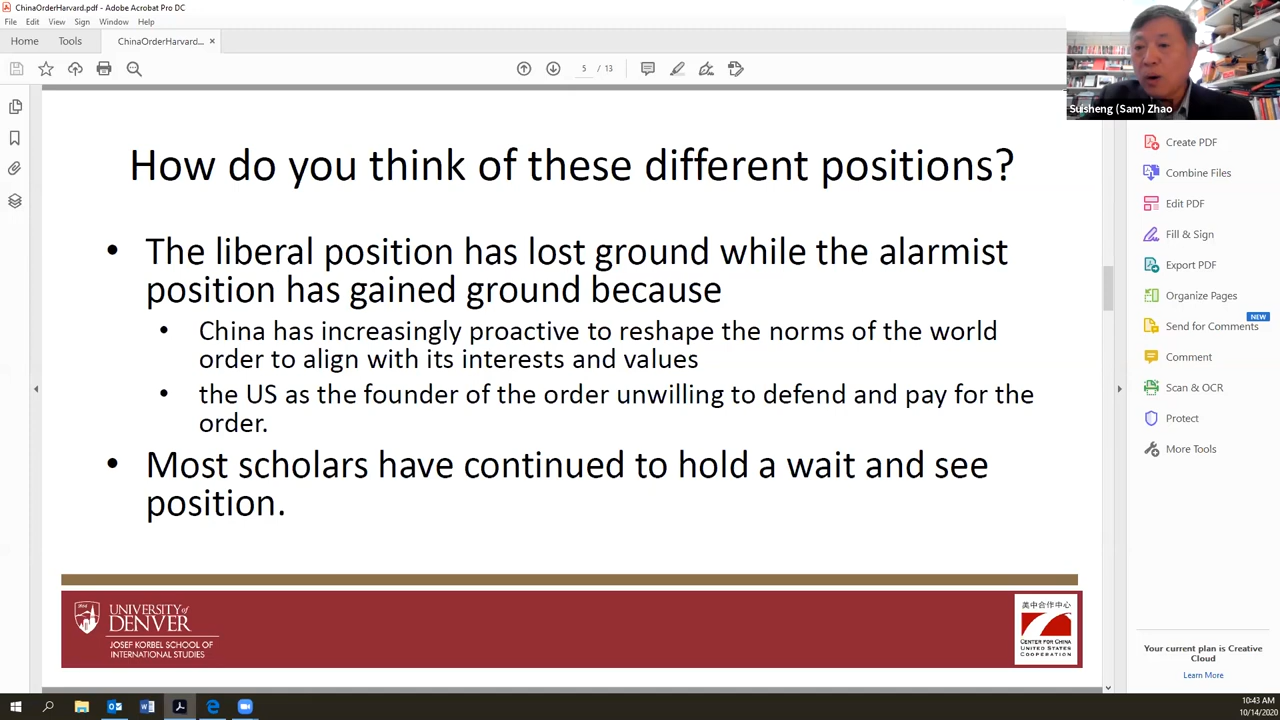 ChinaOrderHarvard.pdf - Adobe Acrobat Pro DC
File Edit View Sign Window Help
Home Tools ChinaOrderHarvard... ×
5 / 13
Suisheng (Sam) Zhao
How do you think of these different positions?
• The liberal position has lost ground while the alarmist
position has gained ground because
• China has increasingly proactive to reshape the norms of the world
order to align with its interests and values
• the US as the founder of the order unwilling to defend and pay for the
order.
• Most scholars have continued to hold a wait and see
position.
UNIVERSITY of
DENVER
JOSEF KORBEL SCHOOL OF
INTERNATIONAL STUDIES
美中合作中心
CENTER FOR CHINA
UNITED STATES
COOPERATION
Create PDF
Combine Files
Edit PDF
Fill & Sign
Export PDF
Organize Pages
NEW
Send for Comments
Comment
Scan & OCR
Protect
More Tools
Your current plan is Creative
Cloud
Learn More
10:43 AM
10/14/2020